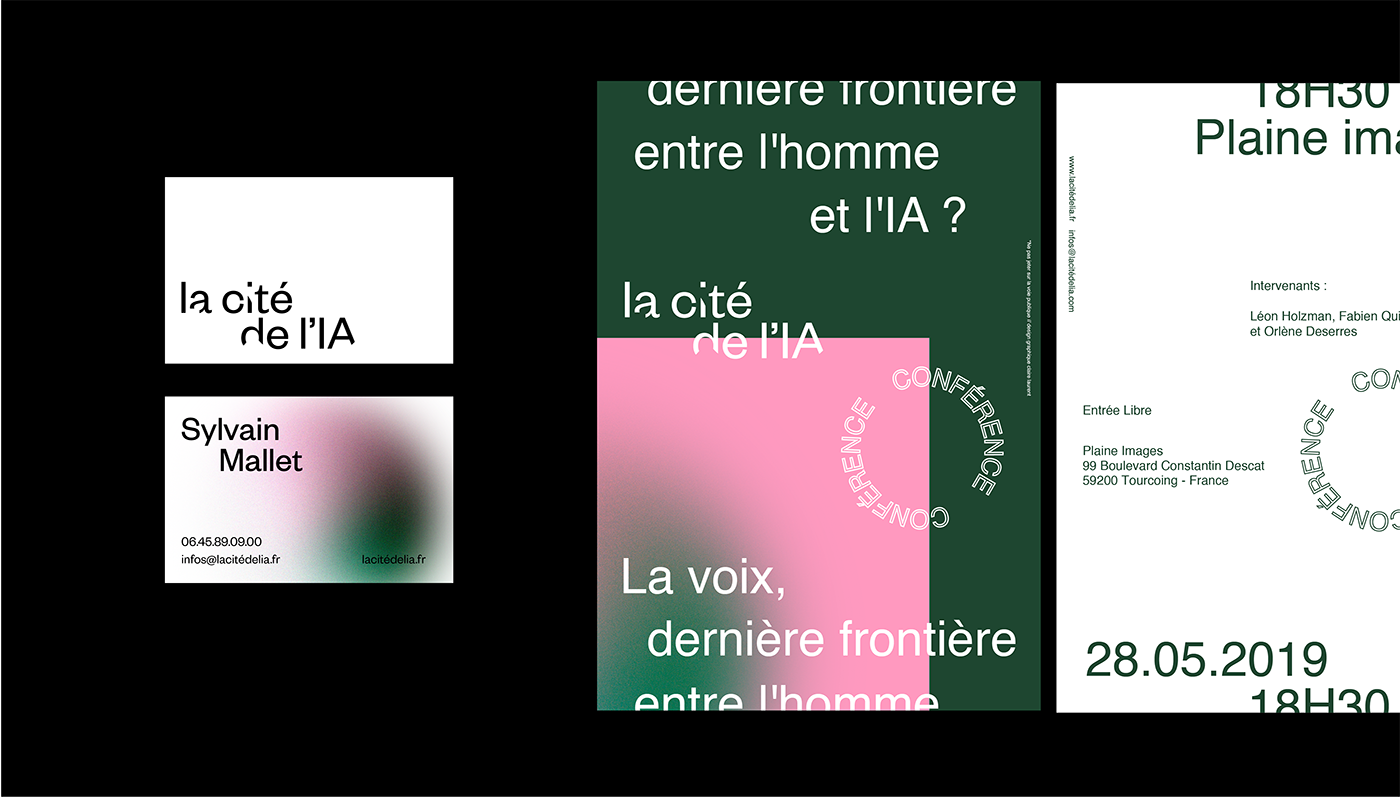 la cité
de l’IA
Sylvain
Mallet
06.45.89.09.00
infos@lacitédelia.fr
lacitédelia.fr
dernière frontière
entre l'homme
et l'IA ?
la cité
de l’IA
*Ne pas jeter sur la voie publique // design graphique claire laurent
CONFÉRENCE
CONFÉRENCE
La voix,
dernière frontière
entre l'homme
18H30
Plaine ima
www.lacitédelia.fr infos@lacitédelia.com
Intervenants :
Léon Holzman, Fabien Qui
et Orlène Deserres
Entrée Libre
Plaine Images
99 Boulevard Constantin Descat
59200 Tourcoing - France
CON
CONFÉRENCE
28.05.2019
18H30